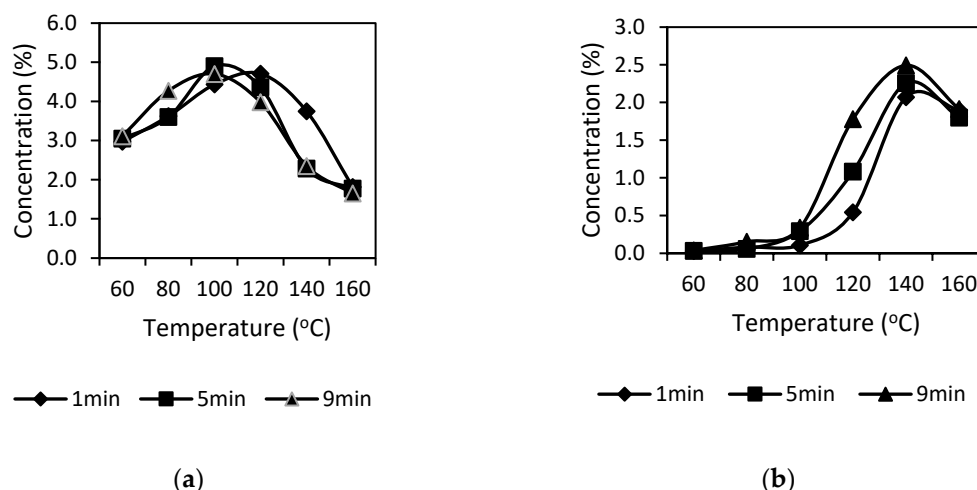 Concentration (%)
6.0
5.0
4.0
3.0
2.0
1.0
0.0
60 80 100 120 140 160
Temperature (°C)
1min 5min 9min
(a)
Concentration (%)
3.0
2.5
2.0
1.5
1.0
0.5
0.0
60 80 100 120 140 160
Temperature (°C)
1min 5min 9min
(b)